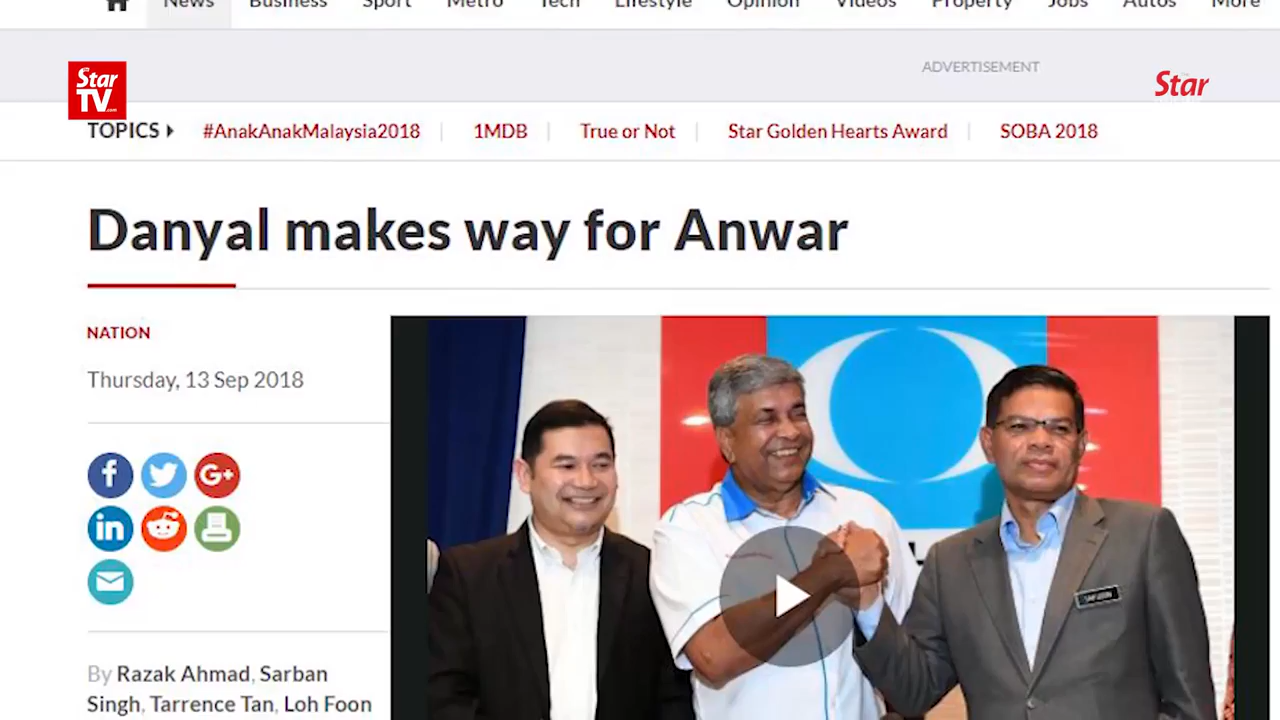 News Business Sport Metro Tech Lifestyle Opinion Videos Property Jobs Autos More
ADVERTISEMENT
Star
TV
.com
Star
TOPICS #AnakAnakMalaysia2018 1MDB True or Not Star Golden Hearts Award SOBA 2018
Danyal makes way for Anwar
NATION
Thursday, 13 Sep 2018
By Razak Ahmad, Sarban
Singh, Tarrence Tan, Loh Foon